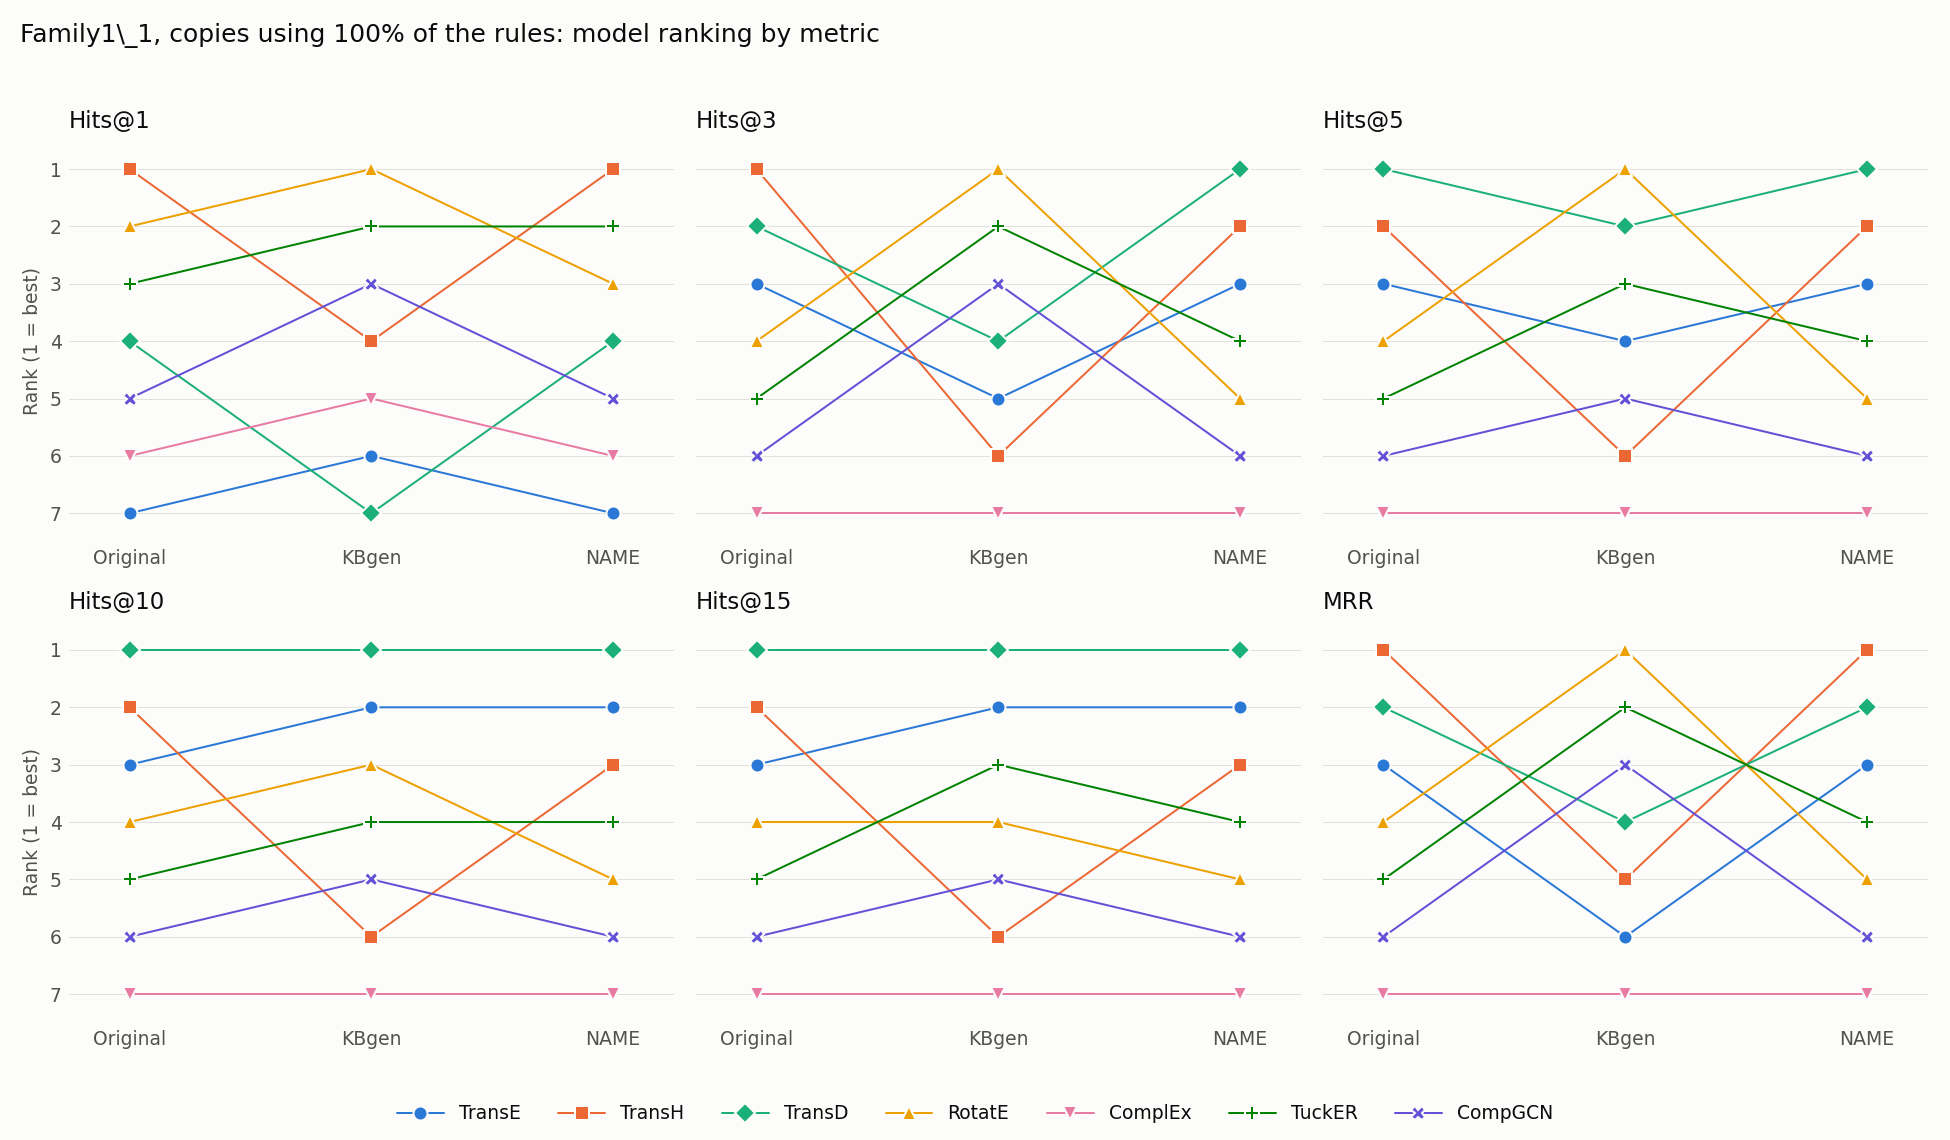 Family1\_1, copies using 100% of the rules: model ranking by metric
Hits@1
Hits@3
Hits@5
Rank (1 = best)
1
2
3
4
5
6
7
Original KBgen NAME
Original KBgen NAME
Original KBgen NAME
Hits@10
Hits@15
MRR
Rank (1 = best)
1
2
3
4
5
6
7
Original KBgen NAME
Original KBgen NAME
Original KBgen NAME
TransE TransH TransD RotatE ComplEx TuckER CompGCN